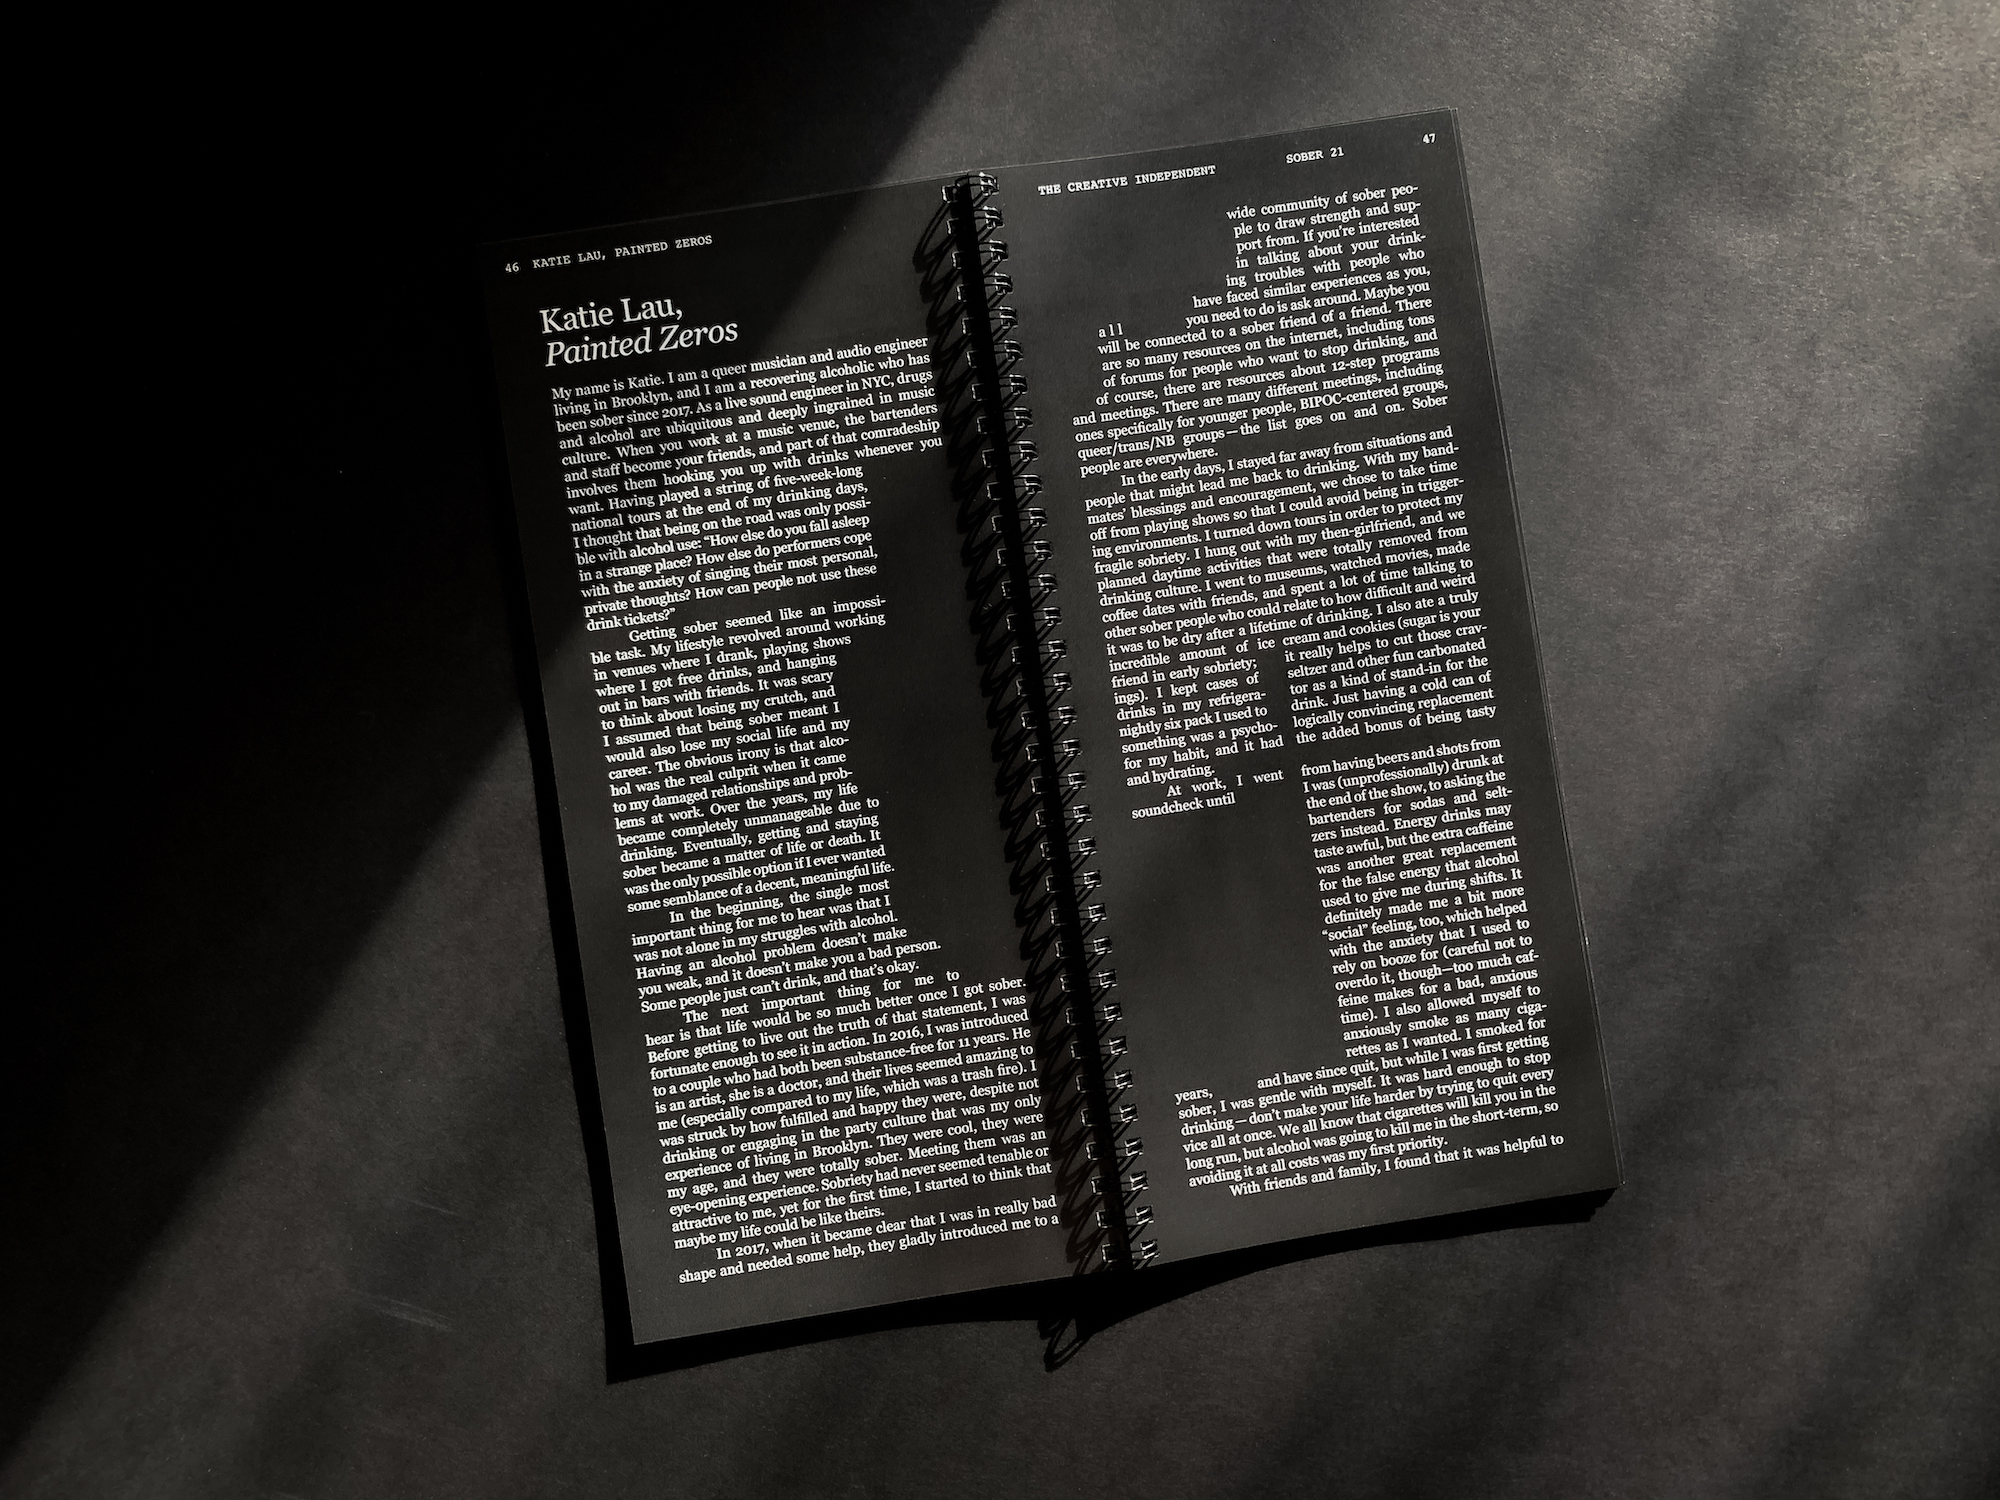 46 KATIE LAU, PAINTED ZEROS
Katie Lau,
Painted Zeros
My name is Katie. I am a queer musician and audio engineer
living in Brooklyn, and I am a recovering alcoholic who has
been sober since 2017. As a live sound engineer in NYC, drugs
and alcohol are ubiquitous and deeply ingrained in music
culture. When you work at a music venue, the bartenders
and staff become your friends, and part of that comradeship
involves them hooking you up with drinks whenever you
want. Having played a string of five-week-long
national tours at the end of my drinking days,
I thought that being on the road was only possi-
ble with alcohol use: “How else do you fall asleep
in a strange place? How else do performers cope
with the anxiety of singing their most personal,
private thoughts? How can people not use these
drink tickets?”
Getting sober seemed like an impossi-
ble task. My lifestyle revolved around working
in venues where I drank, playing shows
where I got free drinks, and hanging
out in bars with friends. It was scary
to think about losing my crutch, and
I assumed that being sober meant I
would also lose my social life and my
career. The obvious irony is that alco-
hol was the real culprit when it came
to my damaged relationships and prob-
lems at work. Over the years, my life
became completely unmanageable due to
drinking. Eventually, getting and staying
sober became a matter of life or death. It
was the only possible option if I ever wanted
some semblance of a decent, meaningful life.
In the beginning, the single most
important thing for me to hear was that I
was not alone in my struggles with alcohol.
Having an alcohol problem doesn’t make
you weak, and it doesn’t make you a bad person.
Some people just can’t drink, and that’s okay.
The next important thing for me to
hear is that life would be so much better once I got sober.
Before getting to live out the truth of that statement, I was
fortunate enough to see it in action. In 2016, I was introduced
to a couple who had both been substance-free for 11 years. He
is an artist, she is a doctor, and their lives seemed amazing to
me (especially compared to my life, which was a trash fire). I
was struck by how fulfilled and happy they were, despite not
drinking or engaging in the party culture that was my only
experience of living in Brooklyn. They were cool, they were
my age, and they were totally sober. Meeting them was an
eye-opening experience. Sobriety had never seemed tenable or
attractive to me, yet for the first time, I started to think that
maybe my life could be like theirs.
In 2017, when it became clear that I was in really bad
shape and needed some help, they gladly introduced me to a
THE CREATIVE INDEPENDENT SOBER 21 47
wide community of sober peo-
ple to draw strength and sup-
port from. If you’re interested
in talking about your drink-
ing troubles with people who
have faced similar experiences as you,
all you need to do is ask around. Maybe you
will be connected to a sober friend of a friend. There
are so many resources on the internet, including tons
of forums for people who want to stop drinking, and
of course, there are resources about 12-step programs
and meetings. There are many different meetings, including
ones specifically for younger people, BIPOC-centered groups,
queer/trans/NB groups—the list goes on and on. Sober
people are everywhere.
In the early days, I stayed far away from situations and
people that might lead me back to drinking. With my band-
mates’ blessings and encouragement, we chose to take time
off from playing shows so that I could avoid being in trigger-
ing environments. I turned down tours in order to protect my
fragile sobriety. I hung out with my then-girlfriend, and we
planned daytime activities that were totally removed from
drinking culture. I went to museums, watched movies, made
coffee dates with friends, and spent a lot of time talking to
other sober people who could relate to how difficult and weird
it was to be dry after a lifetime of drinking. I also ate a truly
incredible amount of ice cream and cookies (sugar is your
friend in early sobriety; it really helps to cut those crav-
ings). I kept cases of seltzer and other fun carbonated
drinks in my refrigera- tor as a kind of stand-in for the
nightly six pack I used to drink. Just having a cold can of
something was a psycho- logically convincing replacement
for my habit, and it had the added bonus of being tasty
and hydrating.
At work, I went from having beers and shots from
soundcheck until I was (unprofessionally) drunk at
the end of the show, to asking the
bartenders for sodas and selt-
zers instead. Energy drinks may
taste awful, but the extra caffeine
was another great replacement
for the false energy that alcohol
used to give me during shifts. It
definitely made me a bit more
“social” feeling, too, which helped
with the anxiety that I used to
rely on booze for (careful not to
overdo it, though—too much caf-
feine makes for a bad, anxious
time). I also allowed myself to
anxiously smoke as many ciga-
rettes as I wanted. I smoked for
years, and have since quit, but while I was first getting
sober, I was gentle with myself. It was hard enough to stop
drinking—don’t make your life harder by trying to quit every
vice all at once. We all know that cigarettes will kill you in the
long run, but alcohol was going to kill me in the short-term, so
avoiding it at all costs was my first priority.
With friends and family, I found that it was helpful to